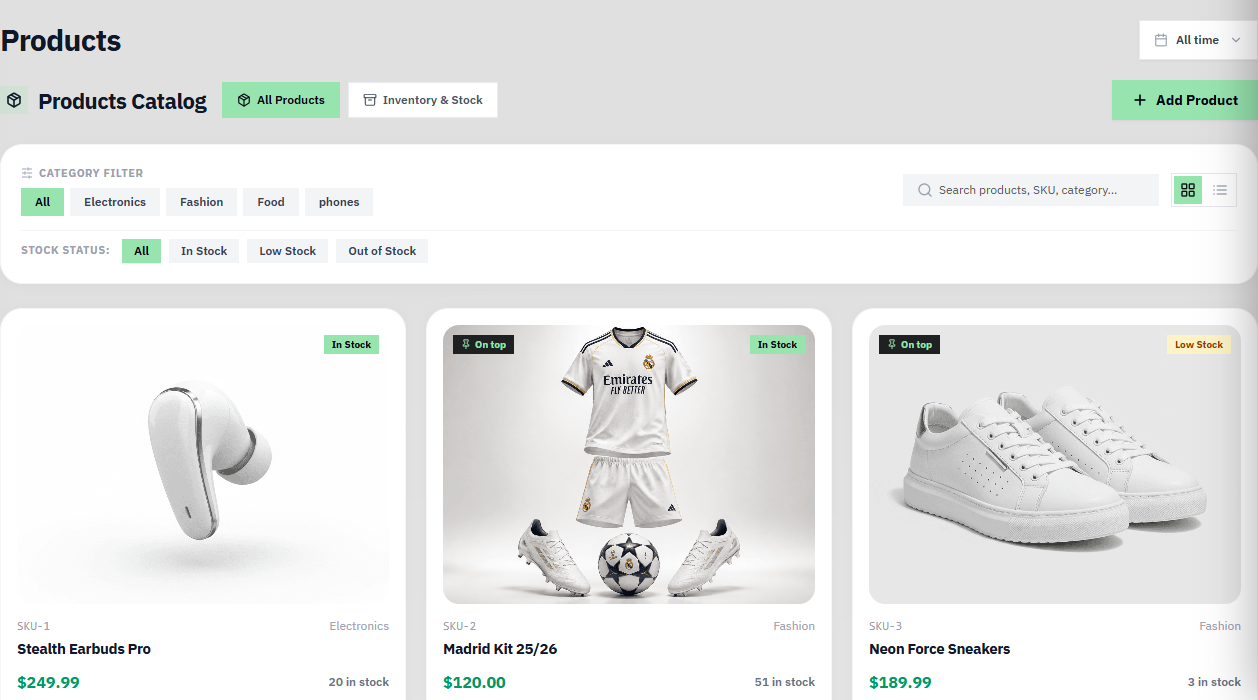 Products
All time
Products Catalog
All Products
Inventory & Stock
Add Product
CATEGORY FILTER
All
Electronics
Fashion
Food
phones
Search products, SKU, category...
STOCK STATUS:
All
In Stock
Low Stock
Out of Stock
In Stock
SKU-1
Electronics
Stealth Earbuds Pro
$249.99
20 in stock
On top
In Stock
Emirates
FLY BETTER
SKU-2
Fashion
Madrid Kit 25/26
$120.00
51 in stock
On top
Low Stock
SKU-3
Fashion
Neon Force Sneakers
$189.99
3 in stock